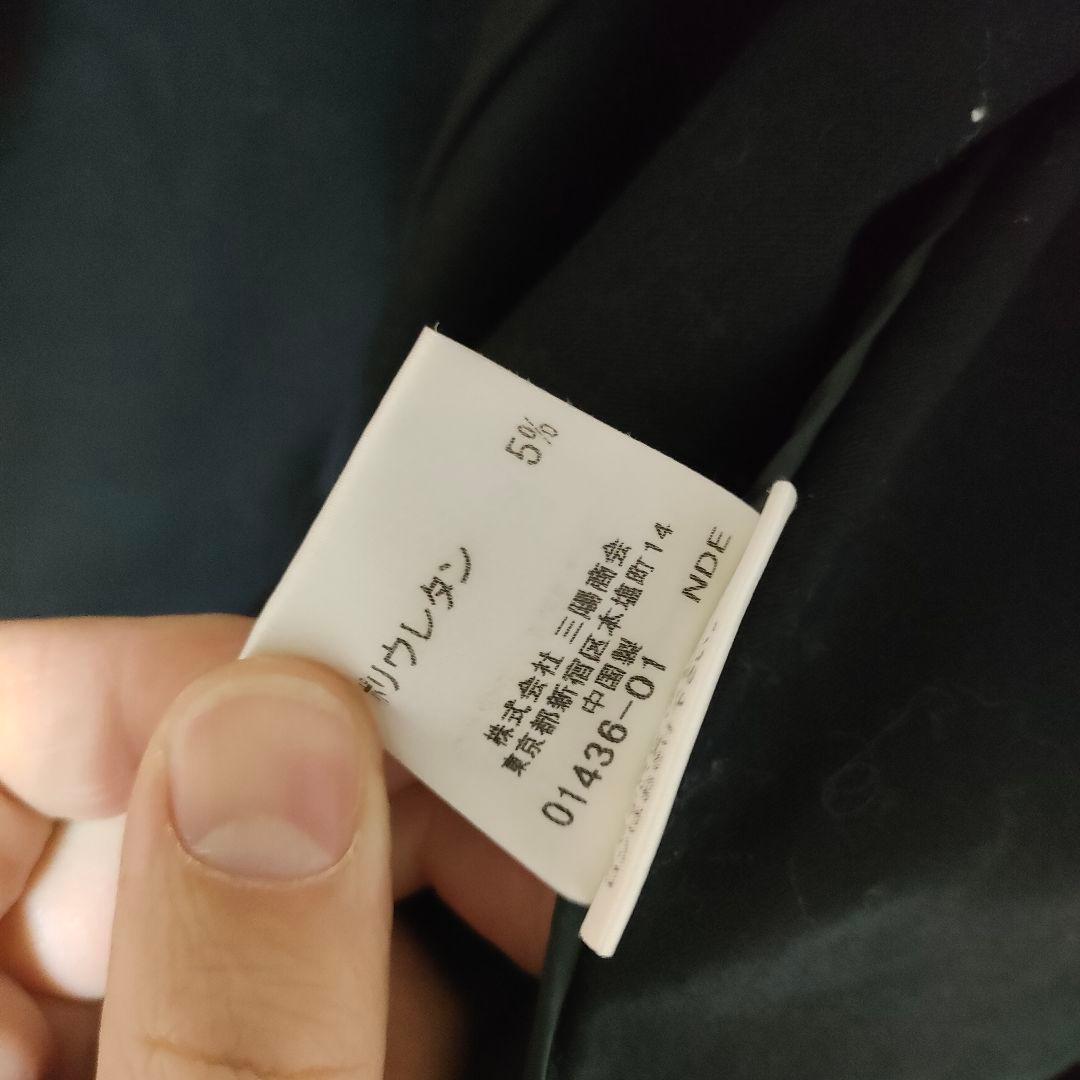 ポリウレタン 5%
株式会社 三陽商会
東京都新宿区本塩町14
中国製
01436-01
NDE